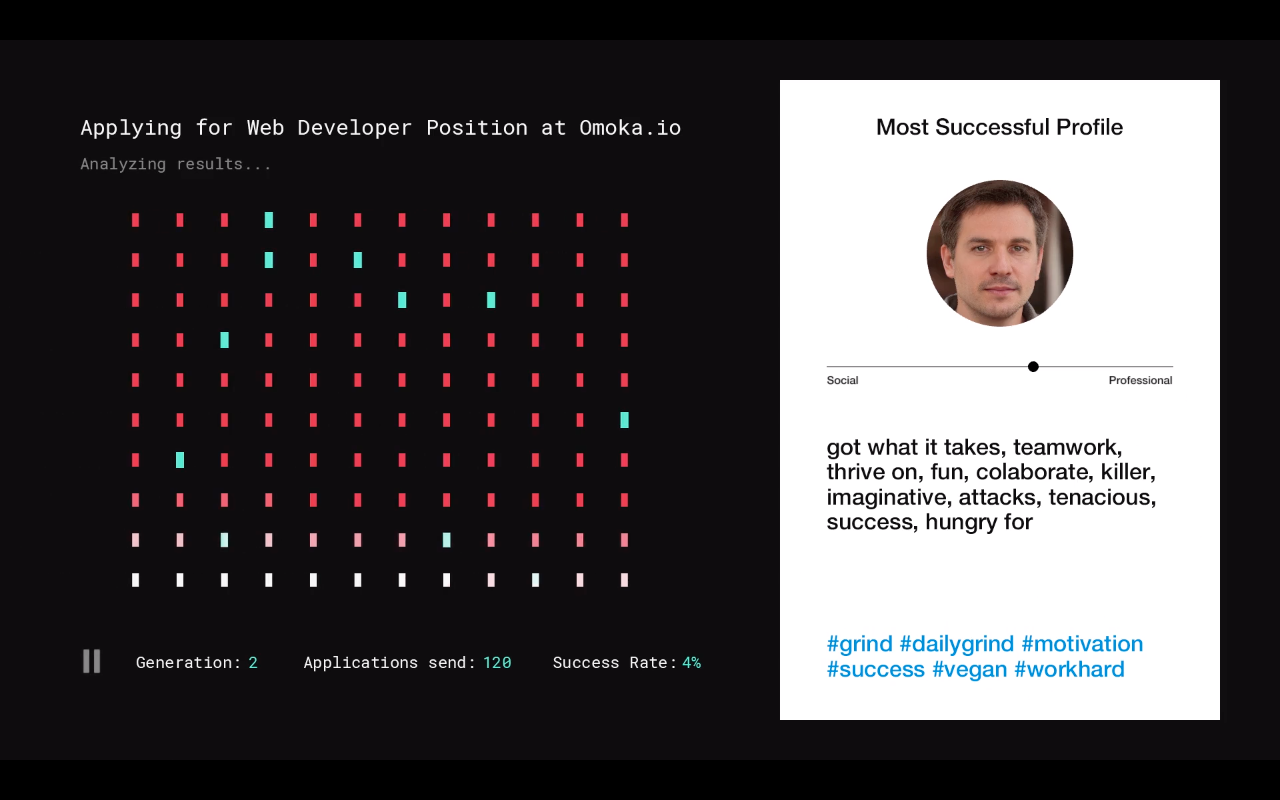 Applying for Web Developer Position at Omoka.io
Analyzing results...
Generation: 2
Applications send: 120
Success Rate: 4%
Most Successful Profile
Social
Professional
got what it takes, teamwork,
thrive on, fun, colaborate, killer,
imaginative, attacks, tenacious,
success, hungry for
#grind #dailygrind #motivation
#success #vegan #workhard